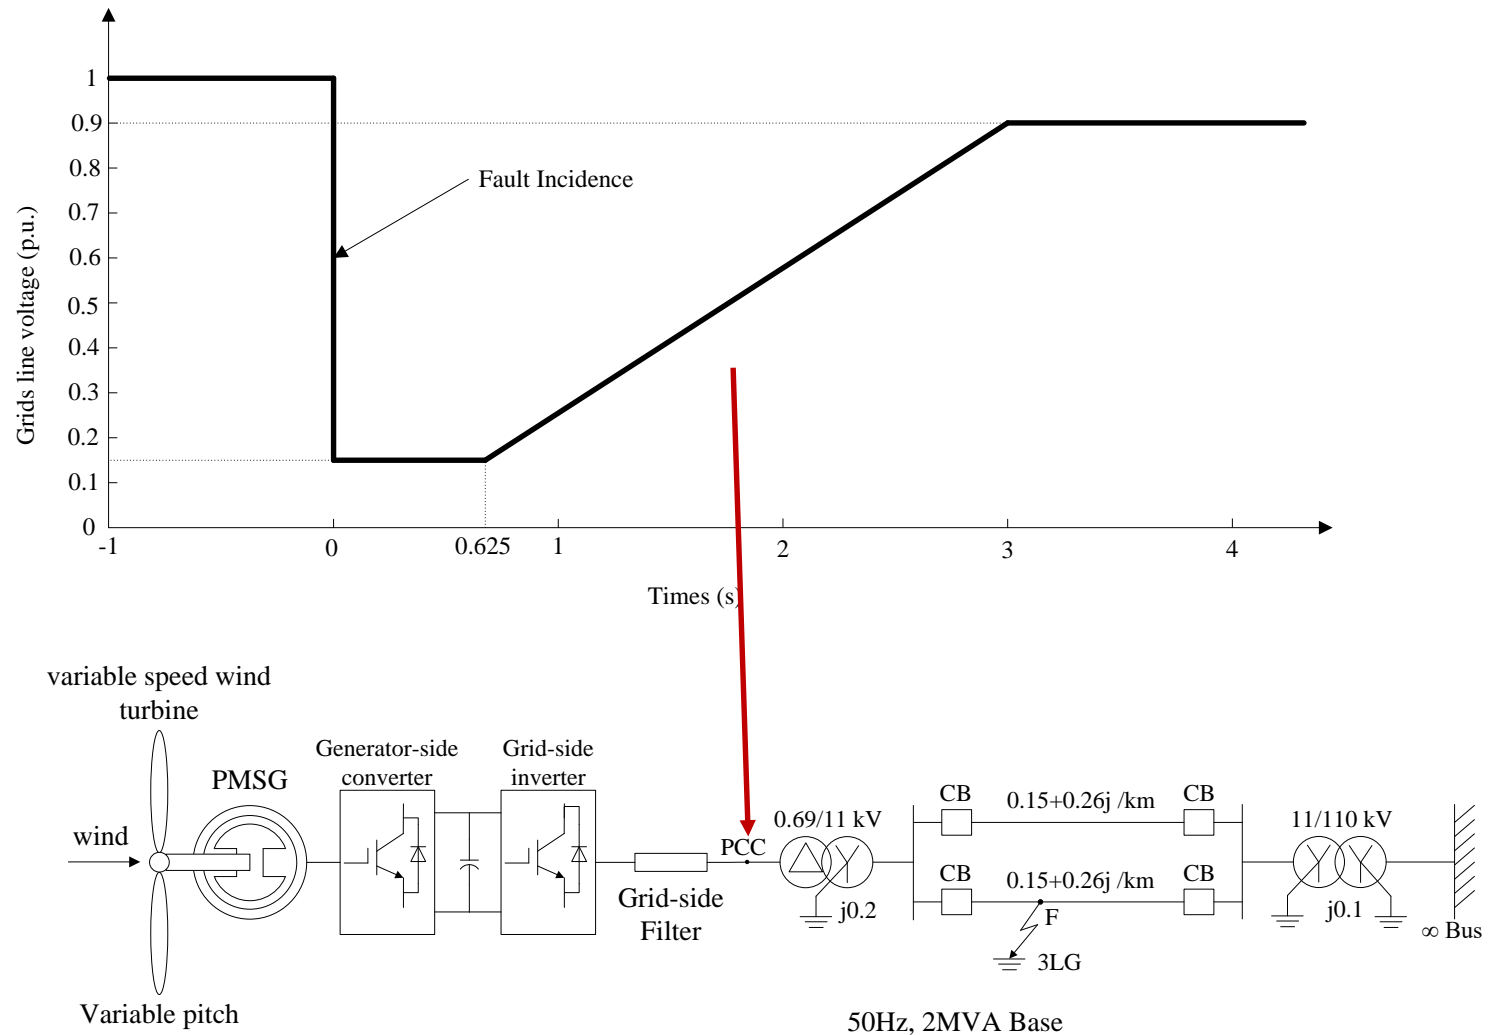 1
0.9
0.8
0.7
0.6
0.5
0.4
0.3
0.2
0.1
0
Grids line voltage (p.u.)
Fault Incidence
-1
0
0.625
1
2
3
4
Times (s)
variable speed wind
turbine
PMSG
wind
Variable pitch
Generator-side
converter
Grid-side
inverter
Grid-side
Filter
PCC
0.69/11 kV
j0.2
CB
0.15+0.26j /km
CB
CB
0.15+0.26j /km
CB
F
3LG
11/110 kV
j0.1
∞ Bus
50Hz, 2MVA Base